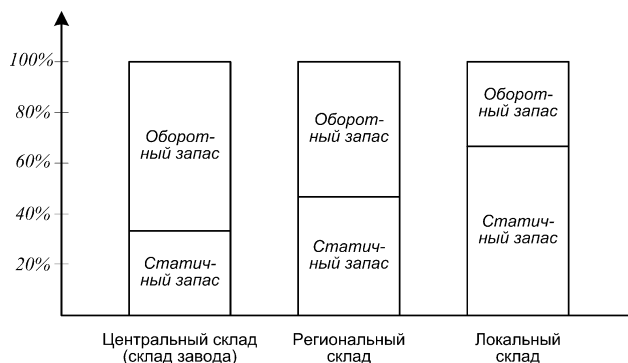 100%
80%
60%
40%
20%
Оборот-
ный запас
Статич-
ный запас
Оборот-
ный запас
Статич-
ный запас
Оборот-
ный запас
Статич-
ный запас
Центральный склад
(склад завода)
Региональный
склад
Локальный
склад